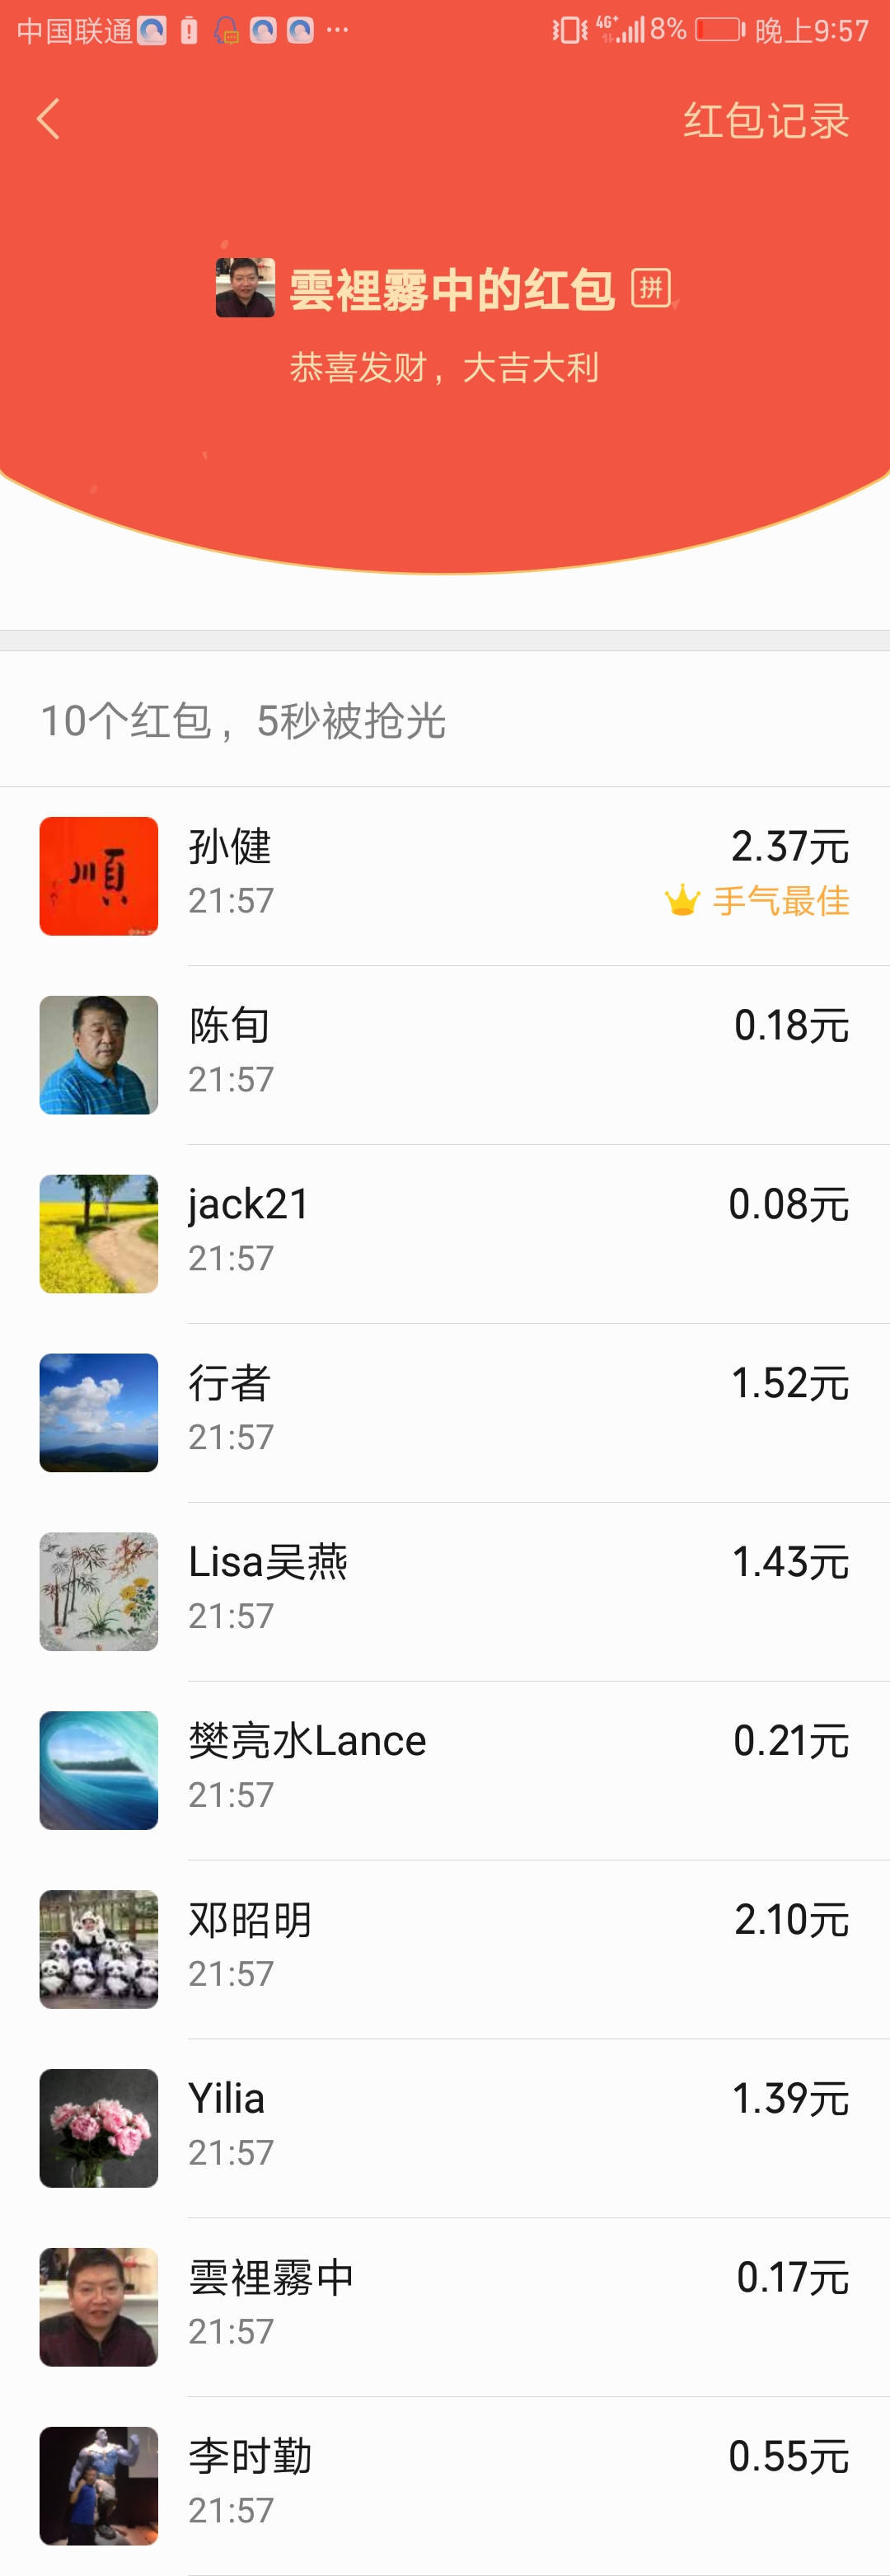 中国联通 4G+ 8% 晚上9:57
红包记录
雲裡霧中的红包 拼
恭喜发财，大吉大利
10个红包，5秒被抢光
孙健 2.37元
21:57 手气最佳
陈旬 0.18元
21:57
jack21 0.08元
21:57
行者 1.52元
21:57
Lisa吴燕 1.43元
21:57
樊亮水Lance 0.21元
21:57
邓昭明 2.10元
21:57
Yilia 1.39元
21:57
雲裡霧中 0.17元
21:57
李时勤 0.55元
21:57
順